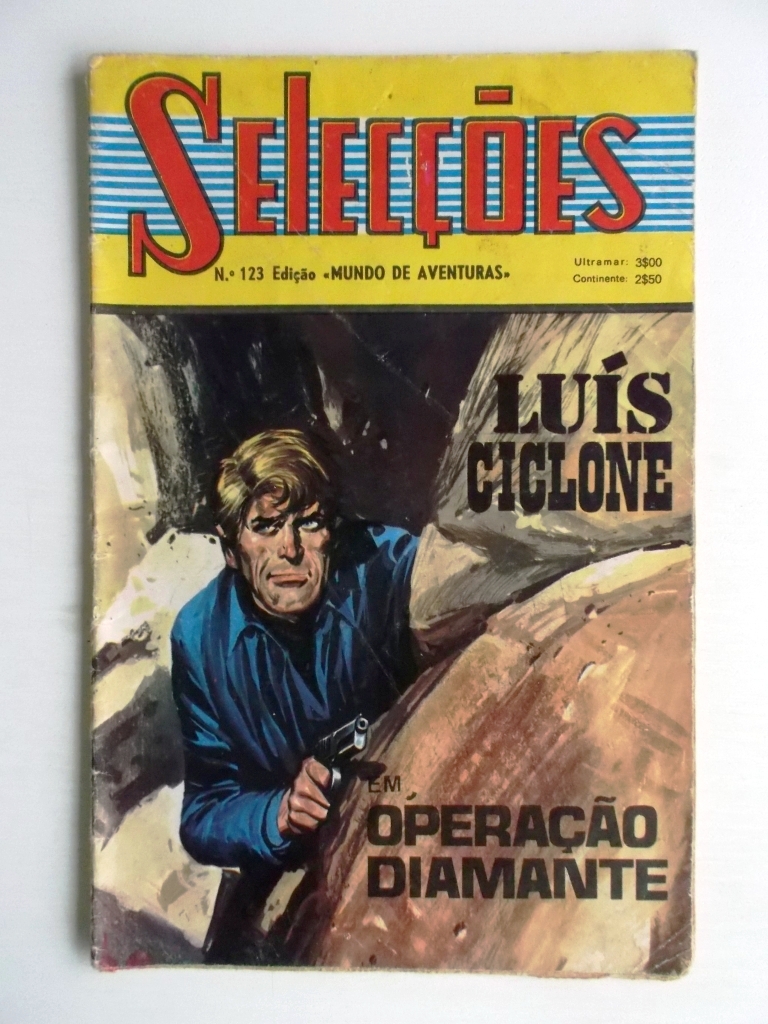 SELECÇÕES
N.º 123 Edição «MUNDO DE AVENTURAS»
Ultramar: 3$00
Continente: 2$50
LUÍS
CICLONE
EM
OPERAÇÃO
DIAMANTE